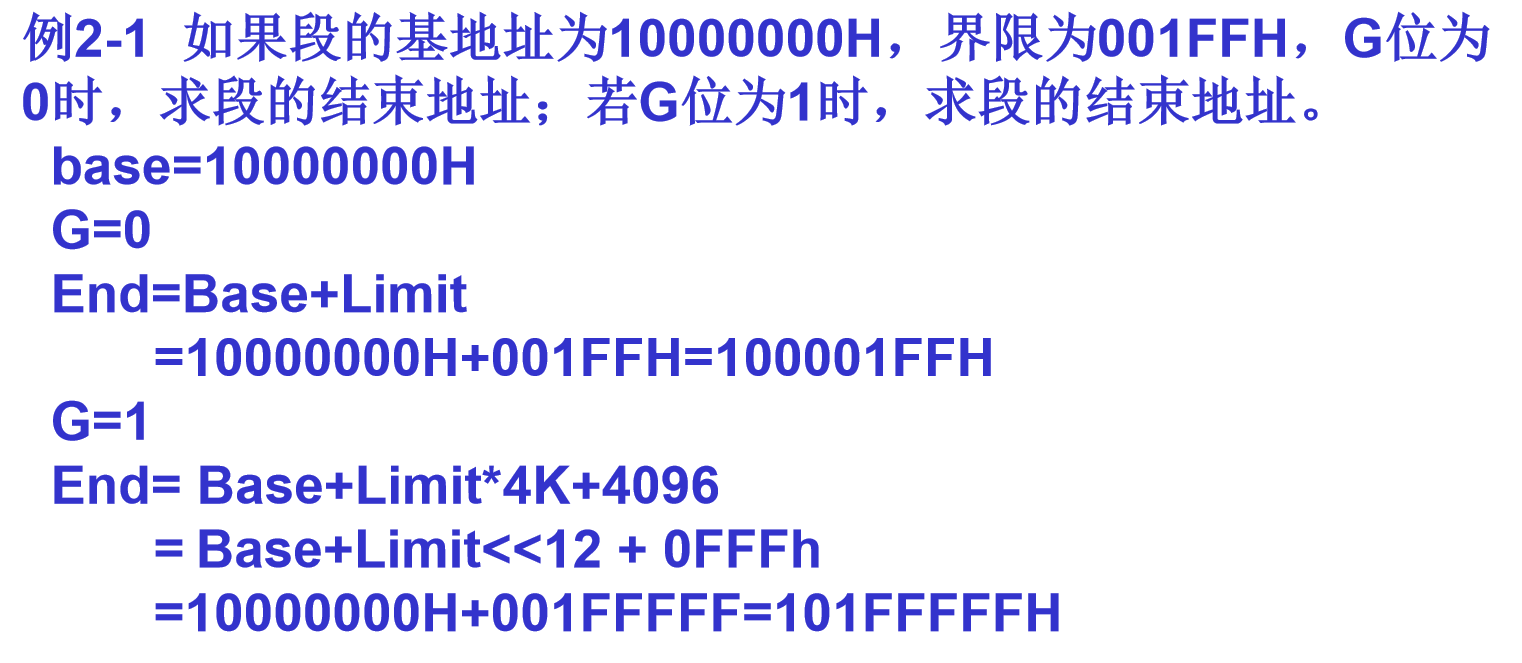 例2-1 如果段的基地址为10000000H，界限为001FFH，G位为
0时，求段的结束地址；若G位为1时，求段的结束地址。
base=10000000H
G=0
End=Base+Limit
=10000000H+001FFH=100001FFH
G=1
End= Base+Limit*4K+4096
= Base+Limit<<12 + 0FFFh
=10000000H+001FFFFF=101FFFFFH